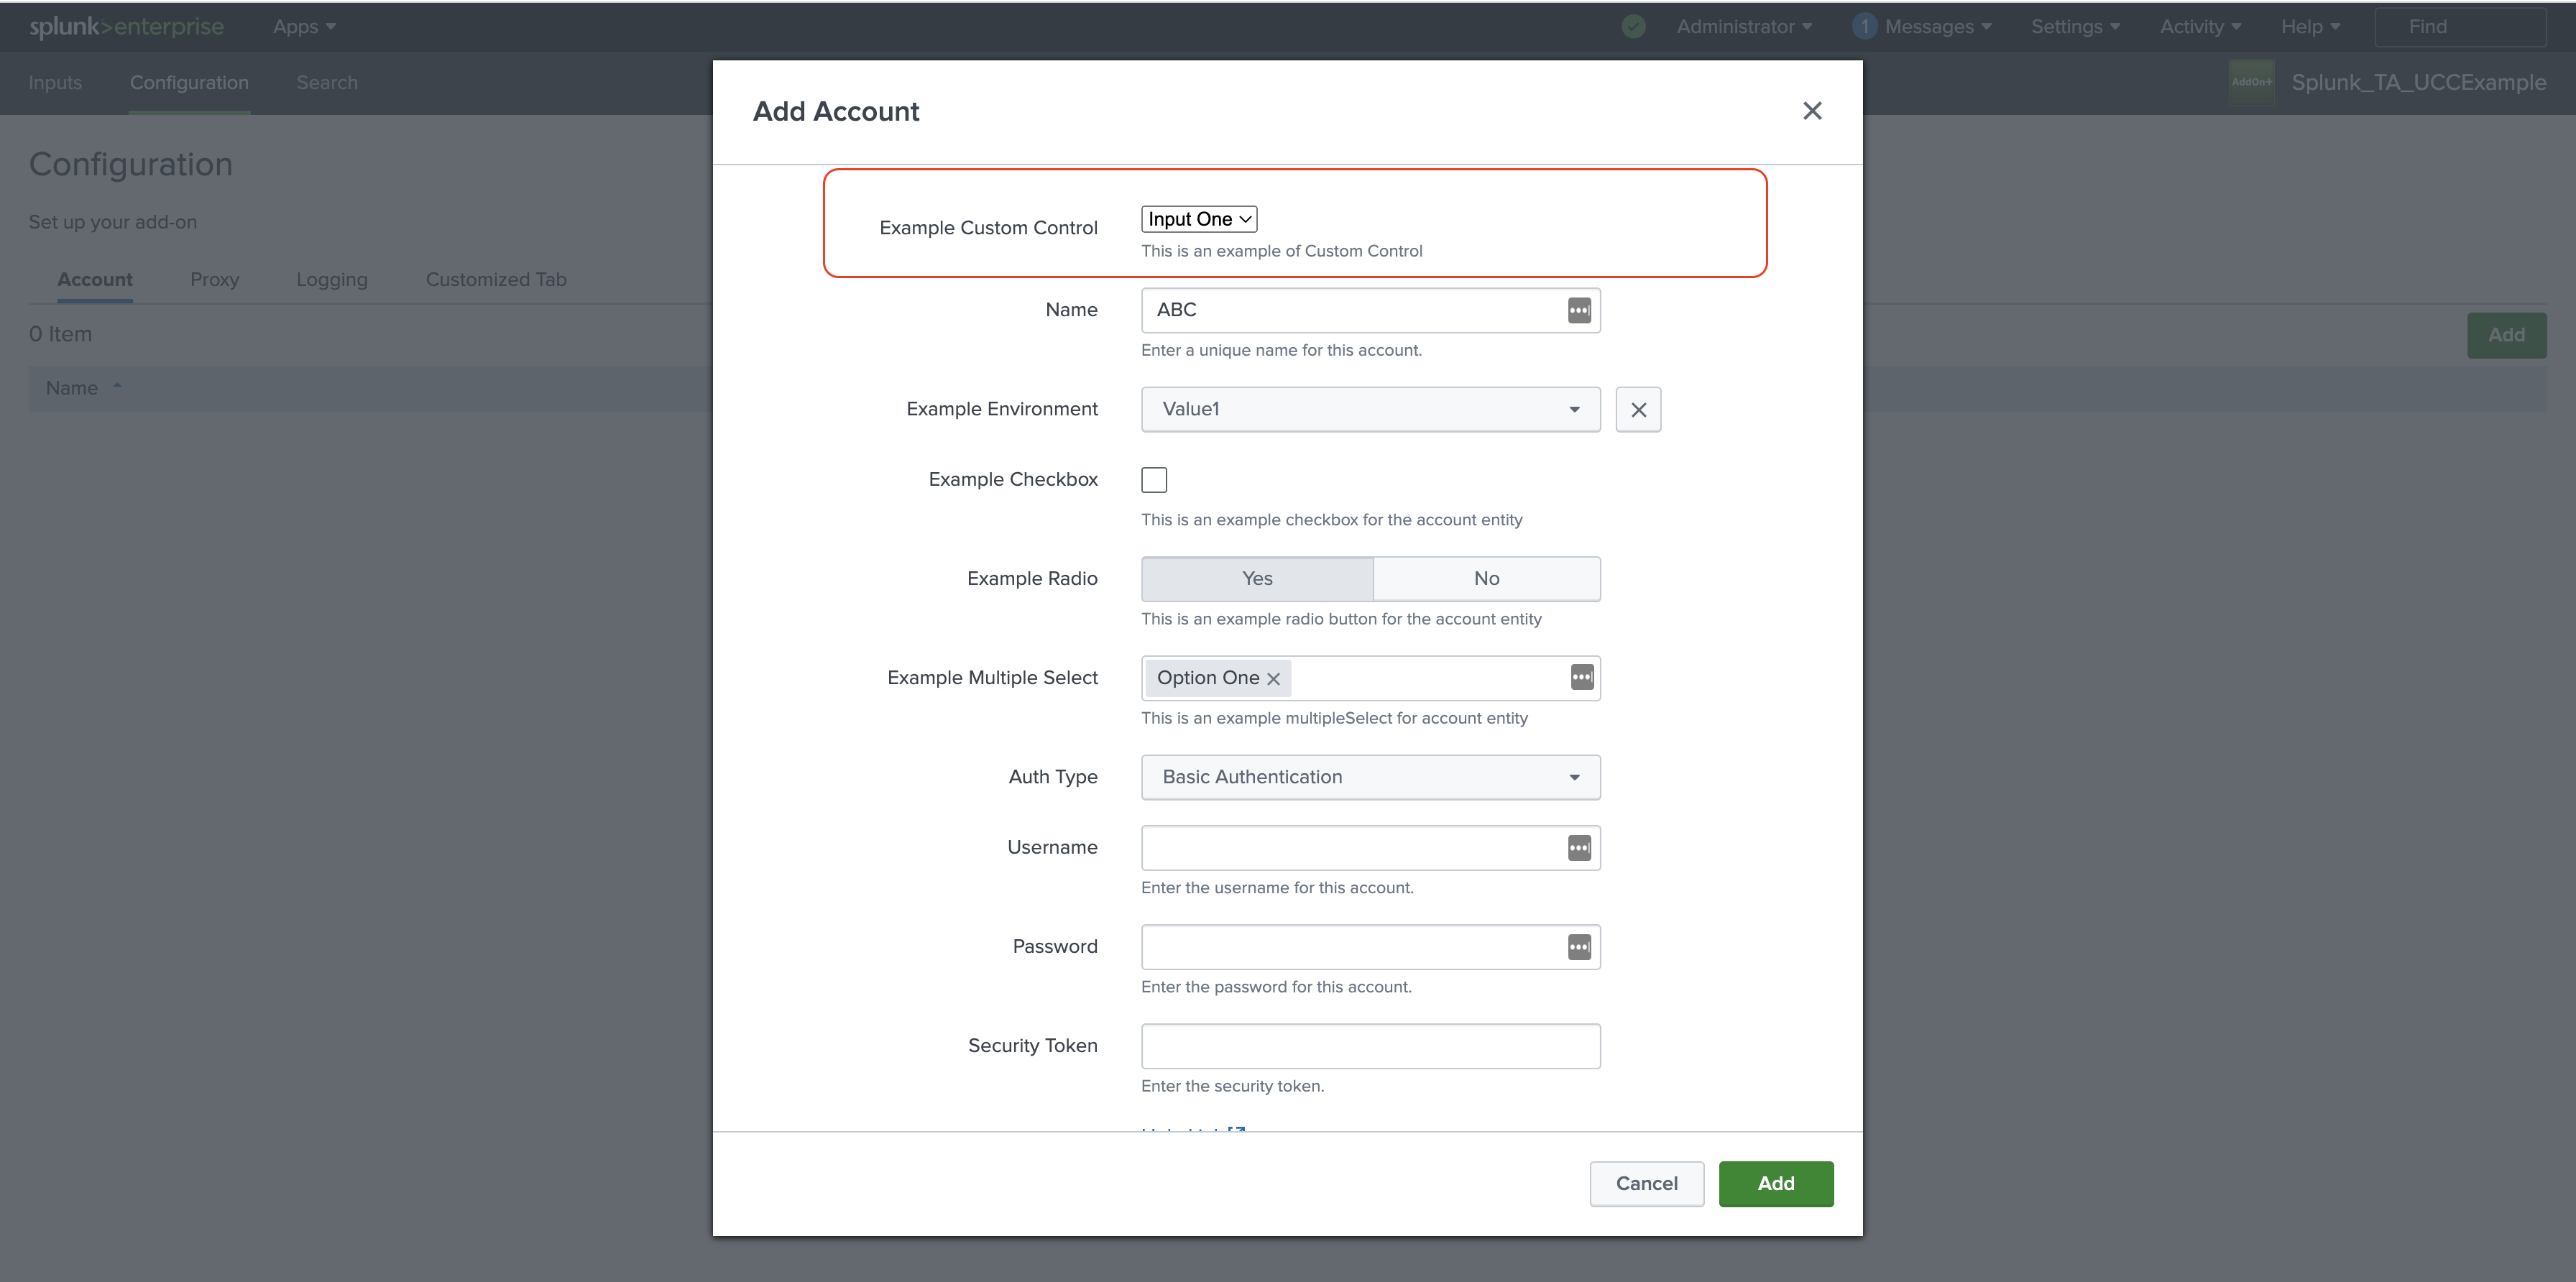 splunk>enterprise Apps Administrator 1 Messages Settings Activity Help Find
Inputs Configuration Search AddOn+ Splunk_TA_UCCExample
Configuration
Set up your add-on
Account Proxy Logging Customized Tab
0 Item
Add
Name
Add Account
Example Custom Control Input One
This is an example of Custom Control
Name ABC
Enter a unique name for this account.
Example Environment Value1
Example Checkbox
This is an example checkbox for the account entity
Example Radio Yes No
This is an example radio button for the account entity
Example Multiple Select Option One
This is an example multipleSelect for account entity
Auth Type Basic Authentication
Username
Enter the username for this account.
Password
Enter the password for this account.
Security Token
Enter the security token.
Cancel Add